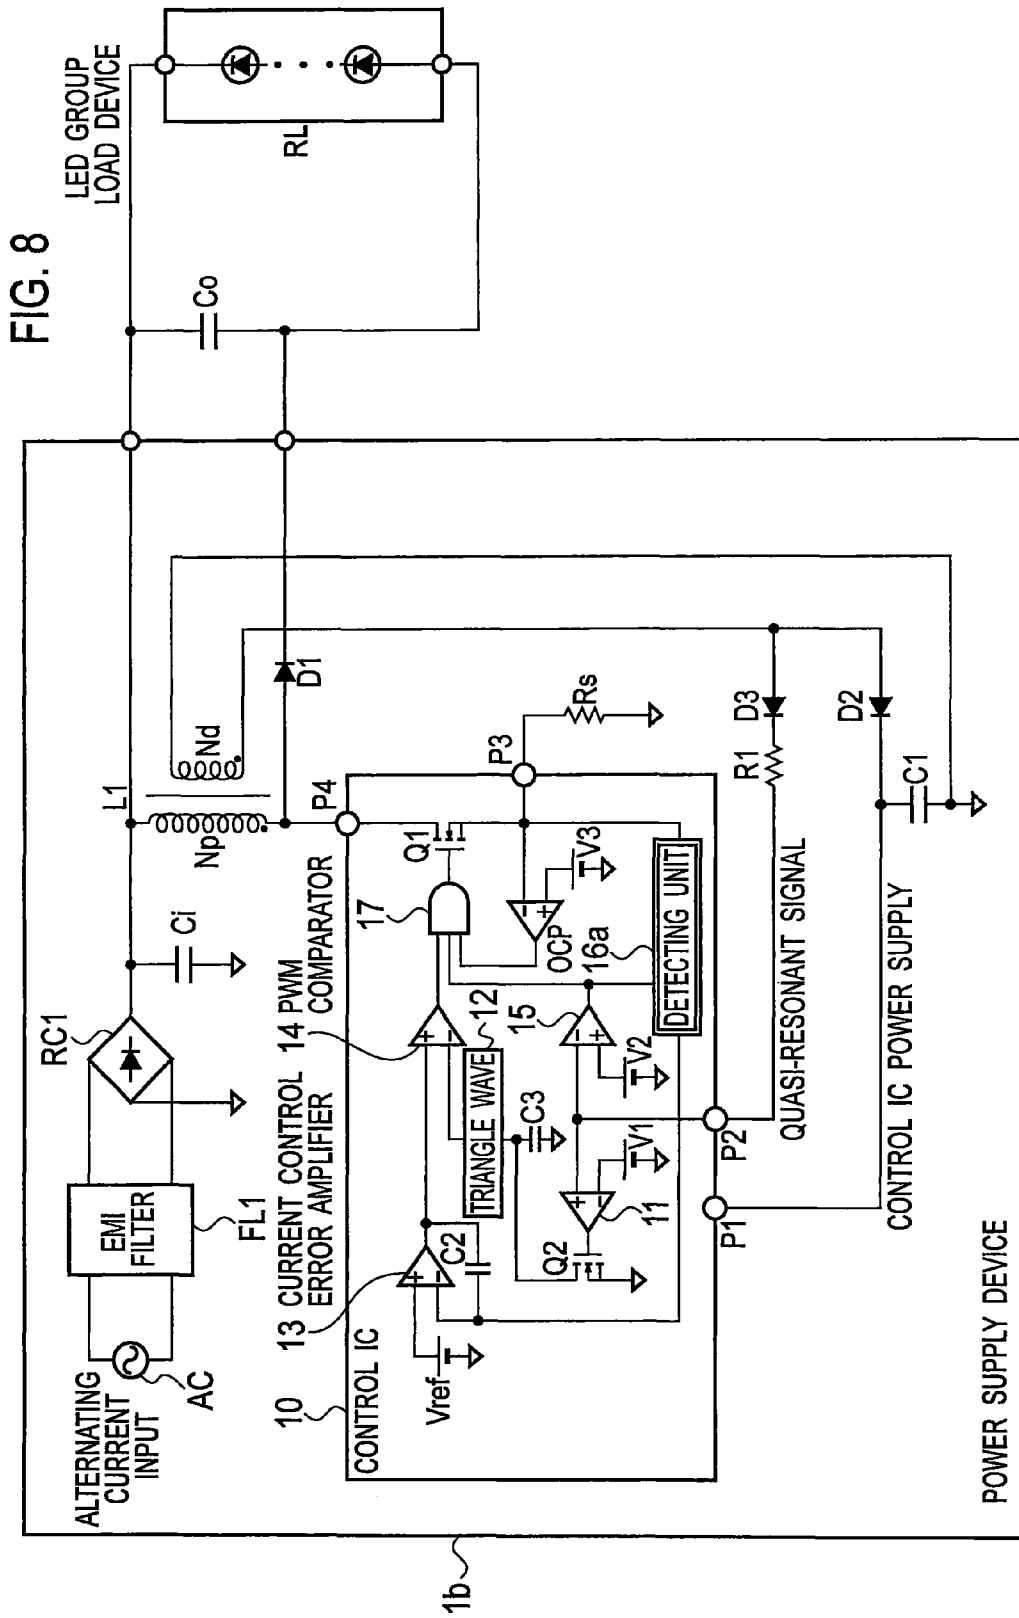 FIG. 8
LED GROUP
LOAD DEVICE
RL
Co
ALTERNATING
CURRENT
INPUT
AC
EMI
FILTER
FL1
RC1
Ci
L1
Np
Nd
D1
P4
10
CONTROL IC
13 CURRENT CONTROL
ERROR AMPLIFIER
14 PWM
COMPARATOR
17
Q1
P3
Rs
Vref
C2
TRIANGLE WAVE
12
C3
OCP
V3
15
16a
DETECTING UNIT
V2
V1
11
Q2
P1
P2
QUASI-RESONANT SIGNAL
R1
D3
D2
CONTROL IC POWER SUPPLY
C1
POWER SUPPLY DEVICE
1b